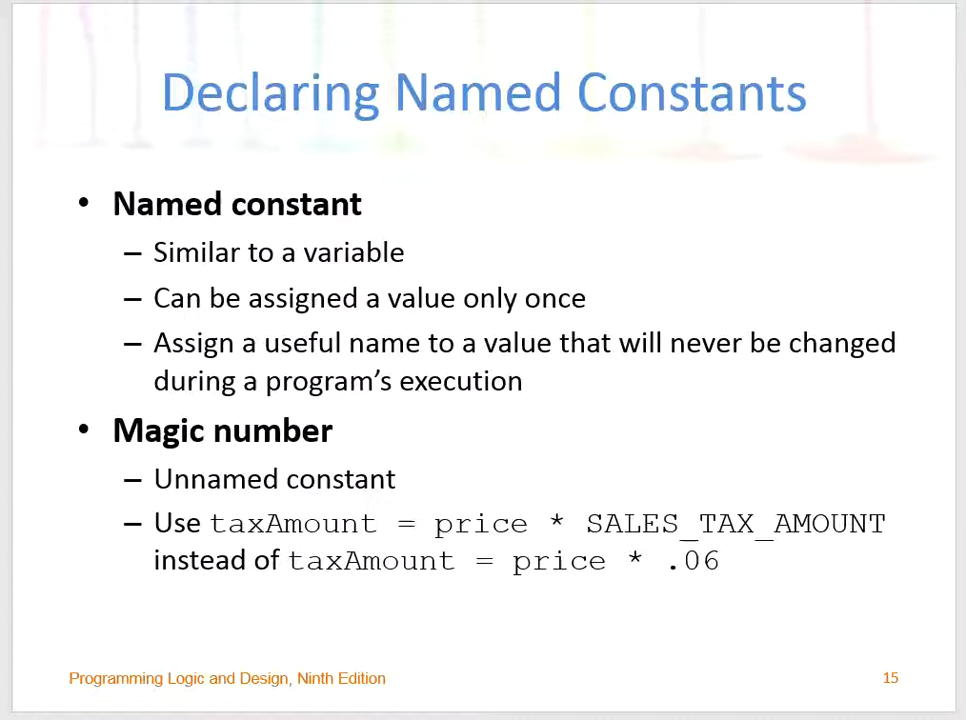 Declaring Named Constants
• Named constant
– Similar to a variable
– Can be assigned a value only once
– Assign a useful name to a value that will never be changed
during a program’s execution
• Magic number
– Unnamed constant
– Use taxAmount = price * SALES_TAX_AMOUNT
instead of taxAmount = price * .06
Programming Logic and Design, Ninth Edition
15